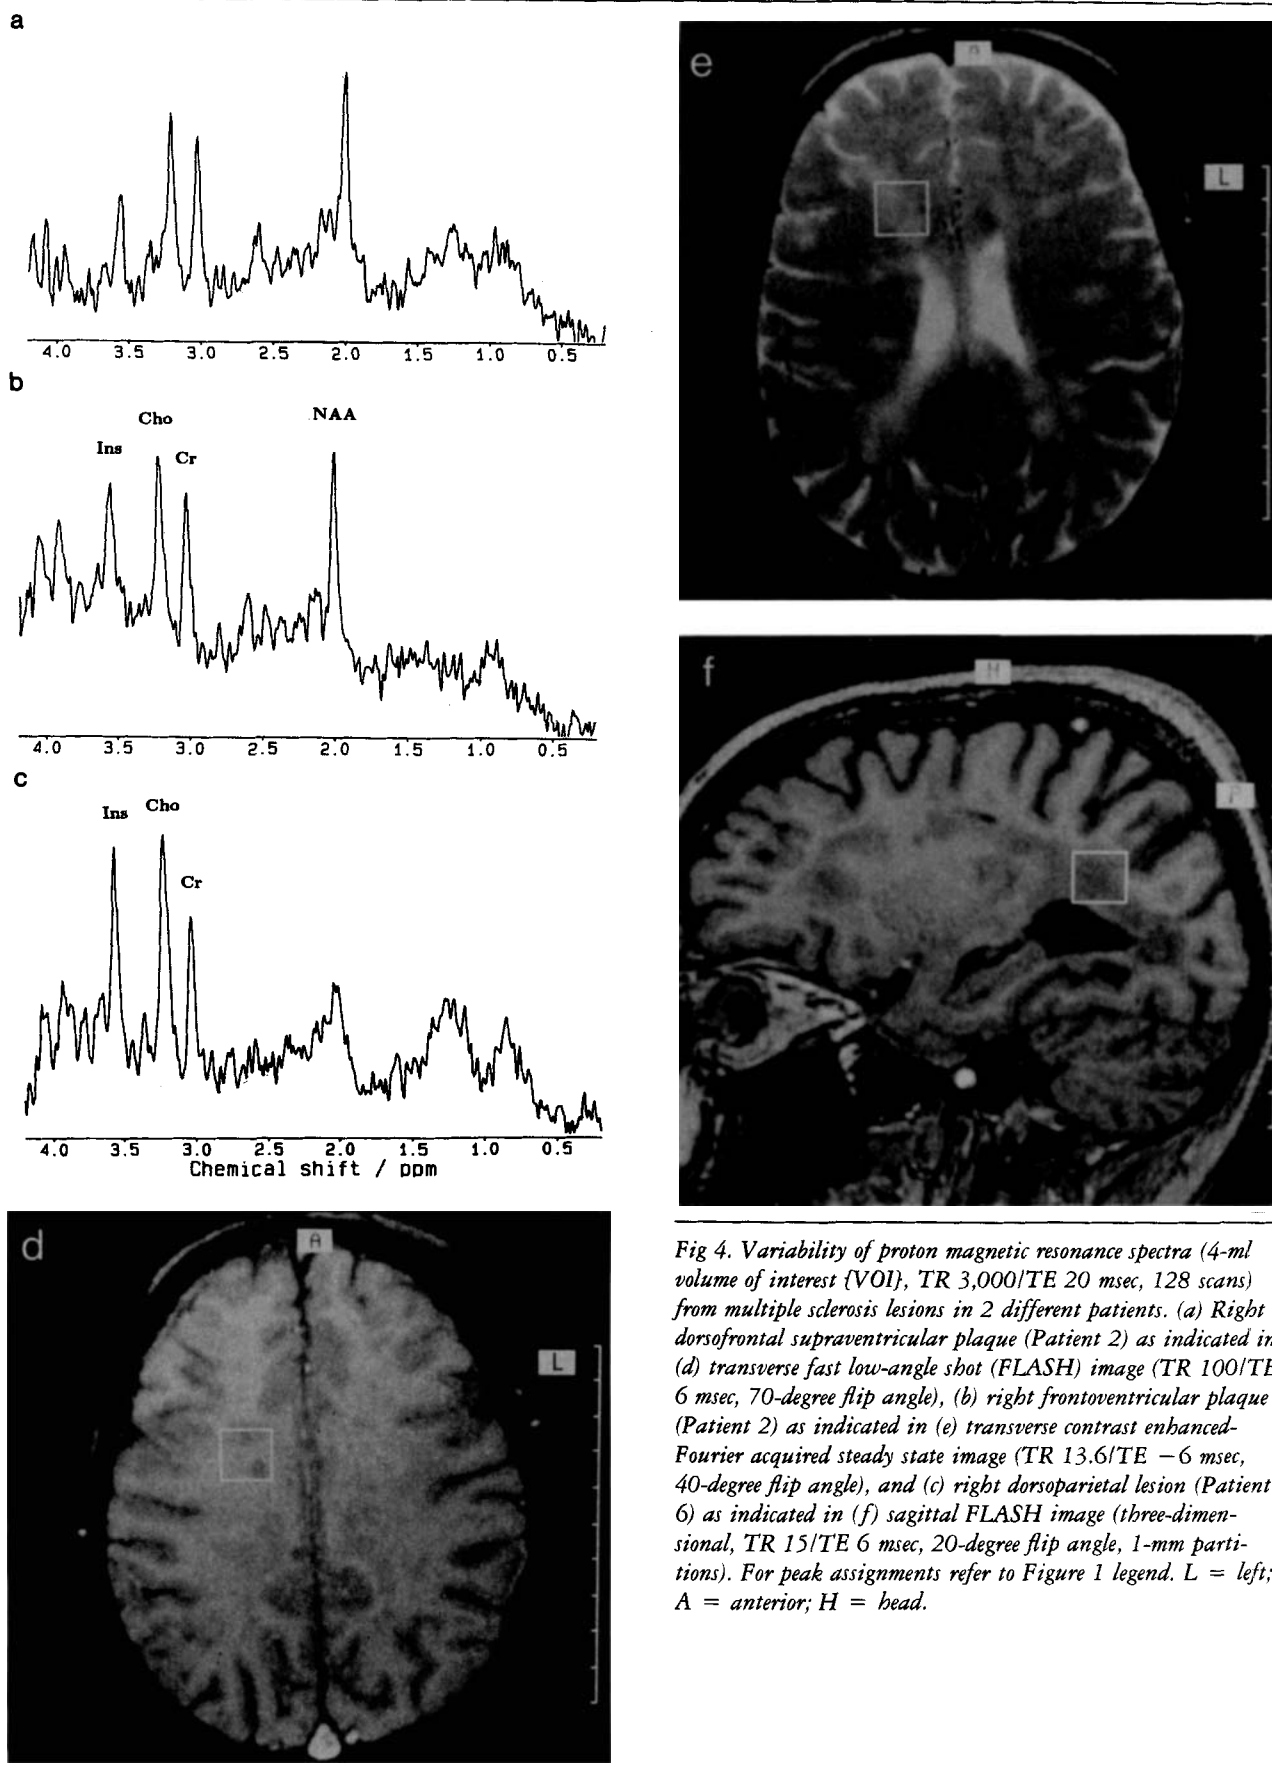 a
4.0 3.5 3.0 2.5 2.0 1.5 1.0 0.5
b
Ins Cho Cr NAA
4.0 3.5 3.0 2.5 2.0 1.5 1.0 0.5
c
Ins Cho Cr
4.0 3.5 3.0 2.5 2.0 1.5 1.0 0.5
Chemical shift / ppm
d
A
L
e
L
f
H
P
Fig 4. Variability of proton magnetic resonance spectra (4-ml
volume of interest {VOI}, TR 3,000/TE 20 msec, 128 scans)
from multiple sclerosis lesions in 2 different patients. (a) Right
dorsofrontal supraventricular plaque (Patient 2) as indicated in
(d) transverse fast low-angle shot (FLASH) image (TR 100/TE
6 msec, 70-degree flip angle), (b) right frontoventricular plaque
(Patient 2) as indicated in (e) transverse contrast enhanced-
Fourier acquired steady state image (TR 13.6/TE −6 msec,
40-degree flip angle), and (c) right dorsoparietal lesion (Patient
6) as indicated in (f) sagittal FLASH image (three-dimen-
sional, TR 15/TE 6 msec, 20-degree flip angle, 1-mm parti-
tions). For peak assignments refer to Figure 1 legend. L = left;
A = anterior; H = head.